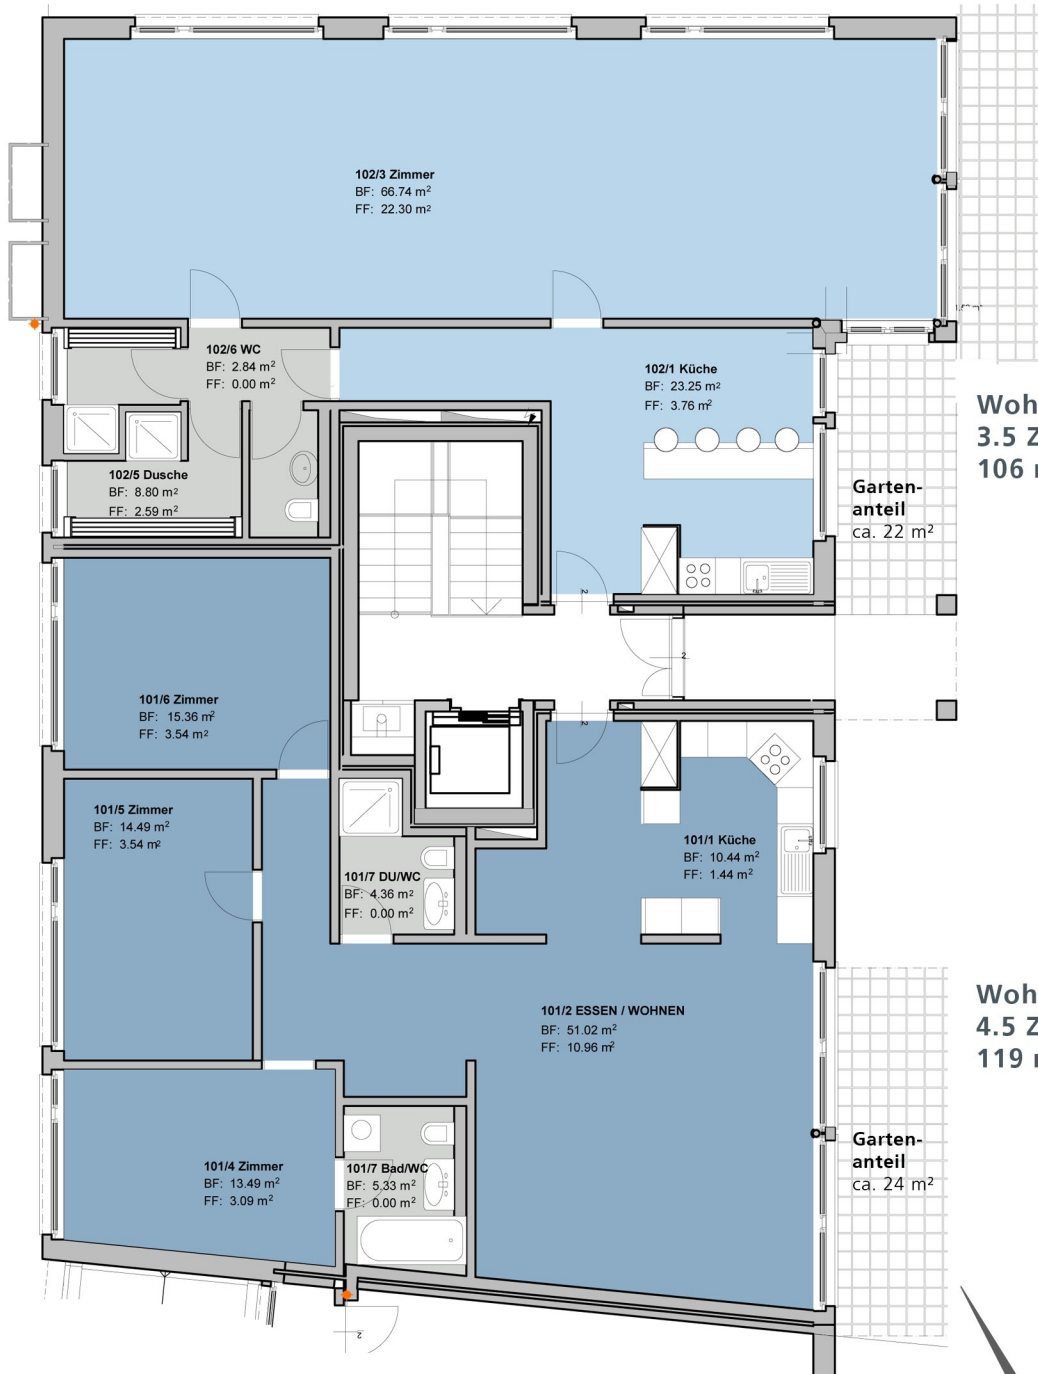 102/3 Zimmer
BF: 66.74 m²
FF: 22.30 m²
102/6 WC
BF: 2.84 m²
FF: 0.00 m²
102/1 Küche
BF: 23.25 m²
FF: 3.76 m²
Woh
3.5 Z
106
102/5 Dusche
BF: 8.80 m²
FF: 2.59 m²
Garten-
anteil
ca. 22 m²
2
2
2
101/6 Zimmer
BF: 15.36 m²
FF: 3.54 m²
101/5 Zimmer
BF: 14.49 m²
FF: 3.54 m²
101/1 Küche
BF: 10.44 m²
FF: 1.44 m²
101/7 DU/WC
BF: 4.36 m²
FF: 0.00 m²
101/2 ESSEN / WOHNEN
BF: 51.02 m²
FF: 10.96 m²
Woh
4.5 Z
119
Garten-
anteil
ca. 24 m²
101/4 Zimmer
BF: 13.49 m²
FF: 3.09 m²
101/7 Bad/WC
BF: 5.33 m²
FF: 0.00 m²
2